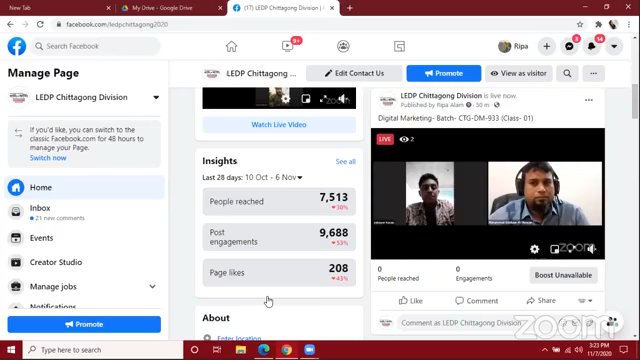 New Tab
My Drive - Google Drive
(17) LEDP Chittagong Division |
facebook.com/ledpchittagong2020
Search Facebook
9+
Ripa
3
14
Manage Page
LEDP Chittagong ...
Edit Contact Us
Promote
View as visitor
LEDP Chittagong Division
If you'd like, you can switch to the
classic Facebook.com for 48
hours to manage your Page.
Switch now
Home
Inbox
21 new comments
Events
Creator Studio
Manage jobs
Notifications
Promote
Watch Live Video
Insights
See all
Last 28 days: 10 Oct - 6 Nov
People reached
7,513
30%
Post
engagements
9,688
53%
Page likes
208
43%
About
Enter location
LEDP Chittagong Division is live now.
Published by Ripa Alam · 50 m ·
Digital Marketing- Batch- CTG-DM-933 (Class- 01)
LIVE
2
zoom
0
People reached
0
Engagements
Boost Unavailable
Like
Comment
Share
Comment as LEDP Chittagong Division
zoom
Type here to search
3:23 PM
11/7/2020